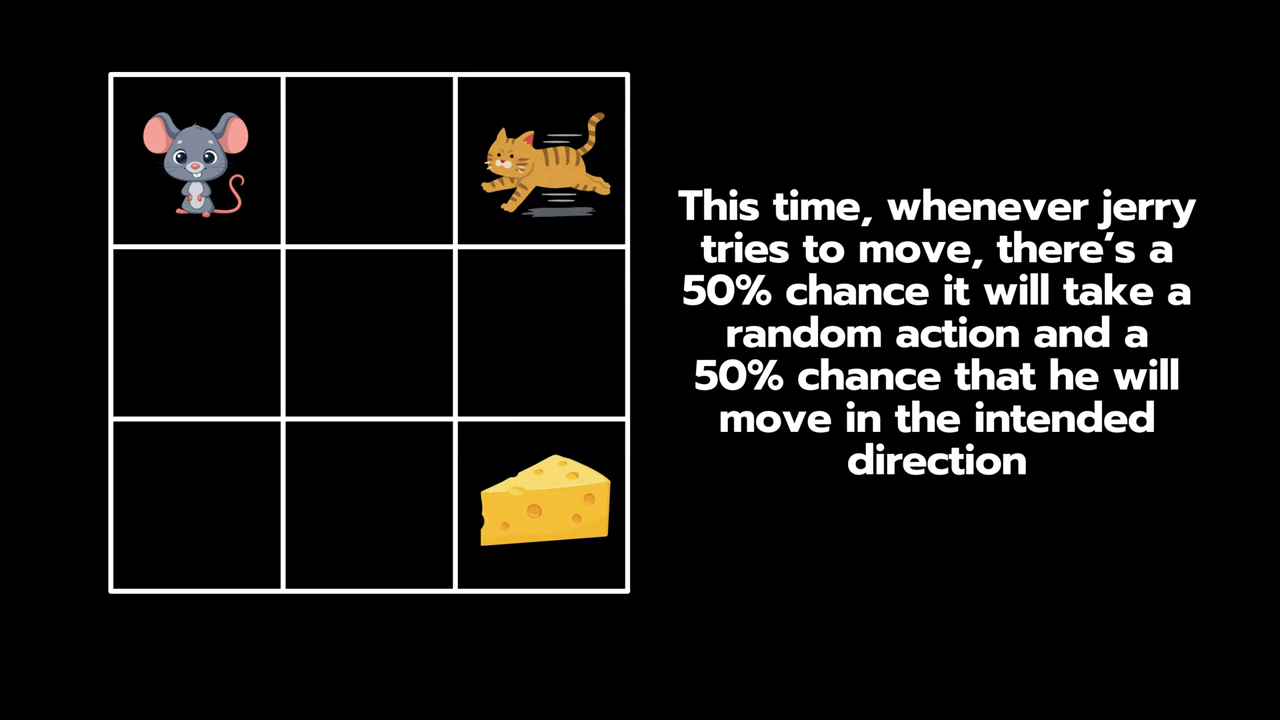 This time, whenever jerry
tries to move, there’s a
50% chance it will take a
random action and a
50% chance that he will
move in the intended
direction